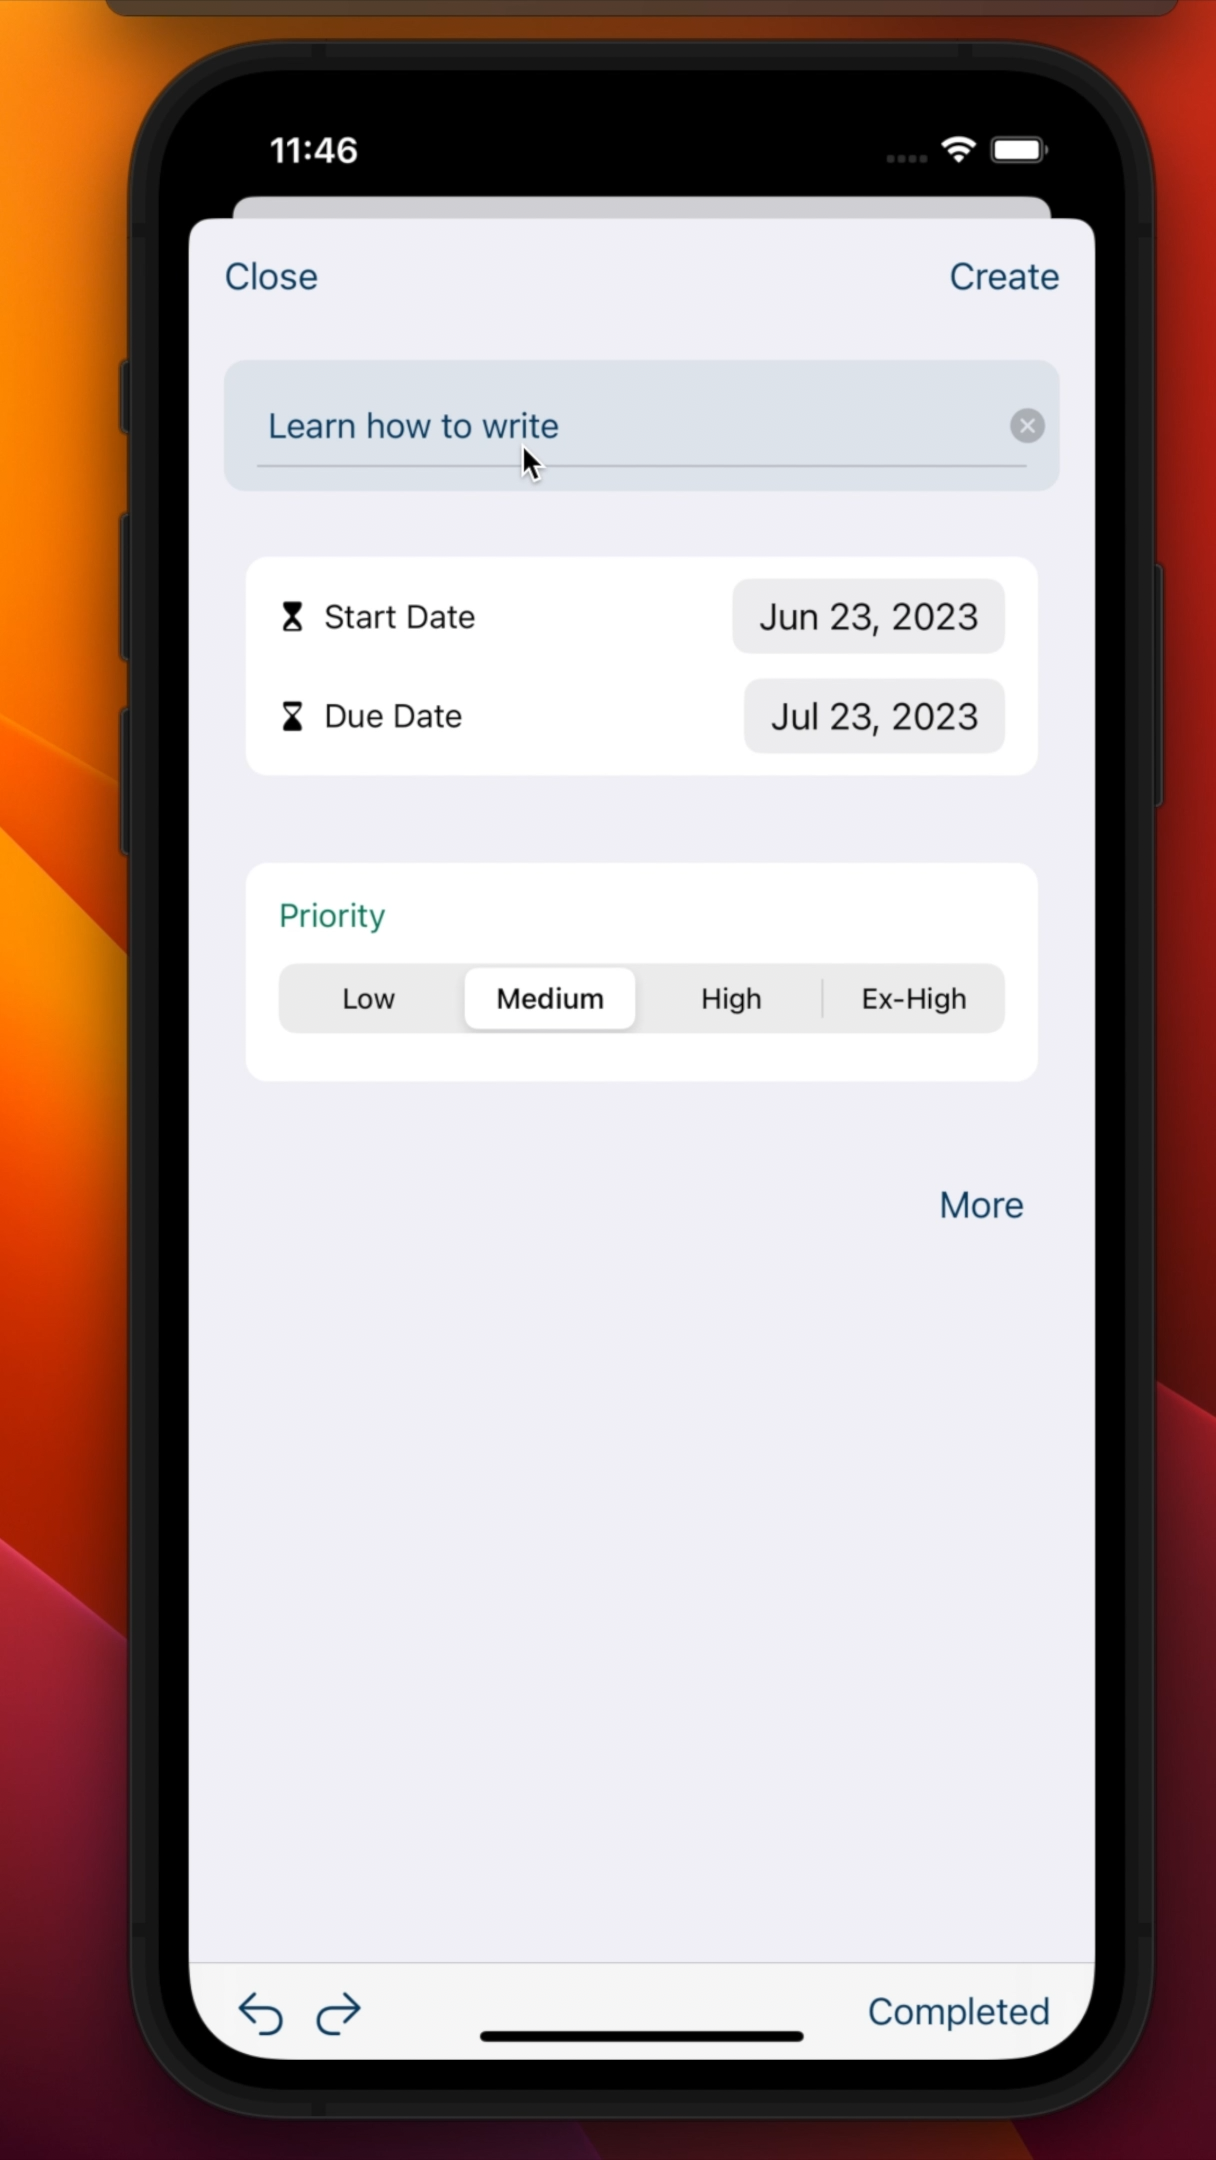 11:46
Close Create
Learn how to write
Start Date Jun 23, 2023
Due Date Jul 23, 2023
Priority
Low Medium High Ex-High
More
Completed